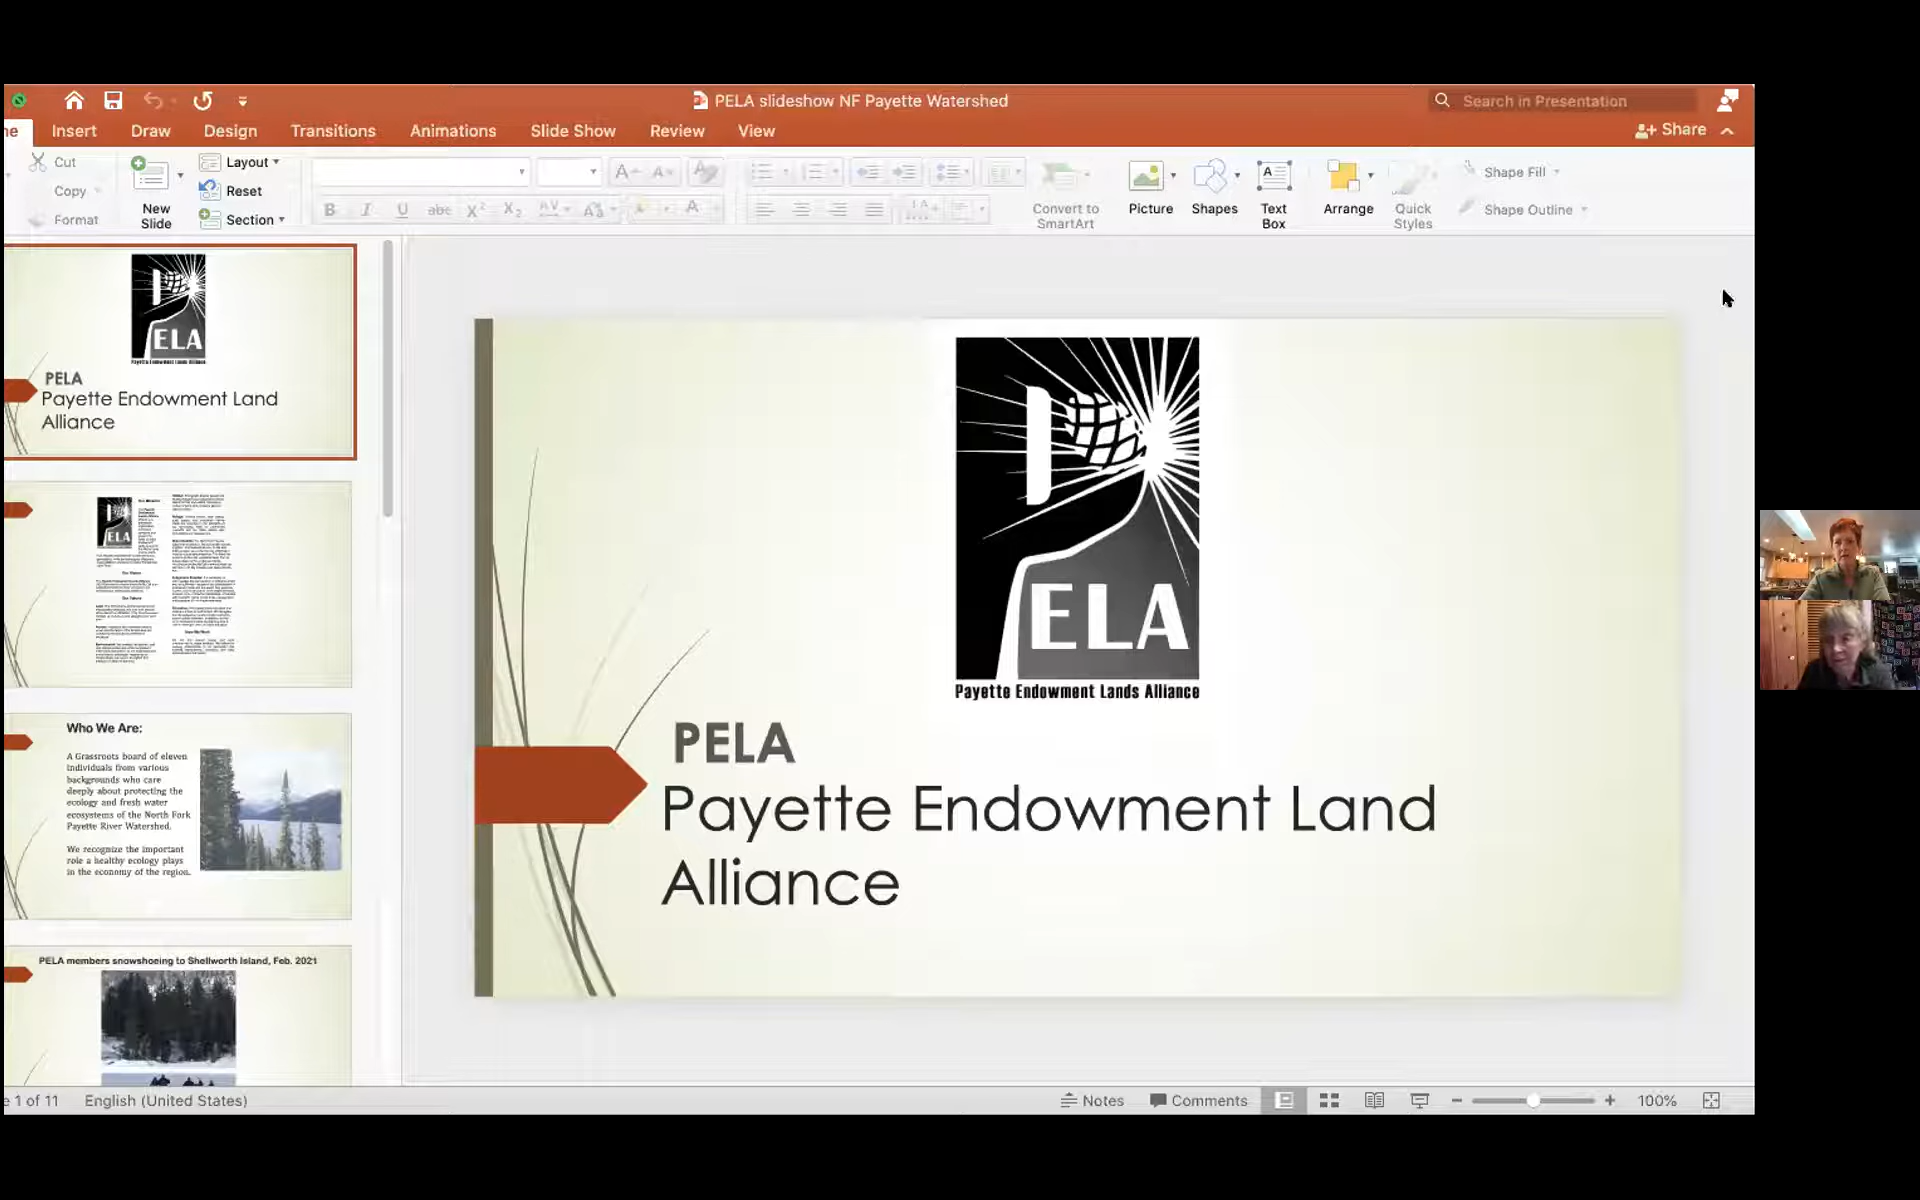 PELA slideshow NF Payette Watershed
Search in Presentation
Insert Draw Design Transitions Animations Slide Show Review View
Share
Cut
Copy
Format
New Slide
Layout
Reset
Section
Convert to SmartArt
Picture
Shapes
Text Box
Arrange
Quick Styles
Shape Fill
Shape Outline
ELA
Payette Endowment Lands Alliance
PELA
Payette Endowment Land
Alliance
ELA
Who We Are:
A Grassroots board of eleven
individuals from various
backgrounds who care
deeply about protecting the
ecology and fresh water
ecosystems of the North Fork
Payette River Watershed.
We recognize the important
role a healthy ecology plays
in the economy of the region.
PELA members snowshoeing to Shellworth Island, Feb. 2021
ELA
Payette Endowment Lands Alliance
PELA
Payette Endowment Land
Alliance
1 of 11
English (United States)
Notes
Comments
100%